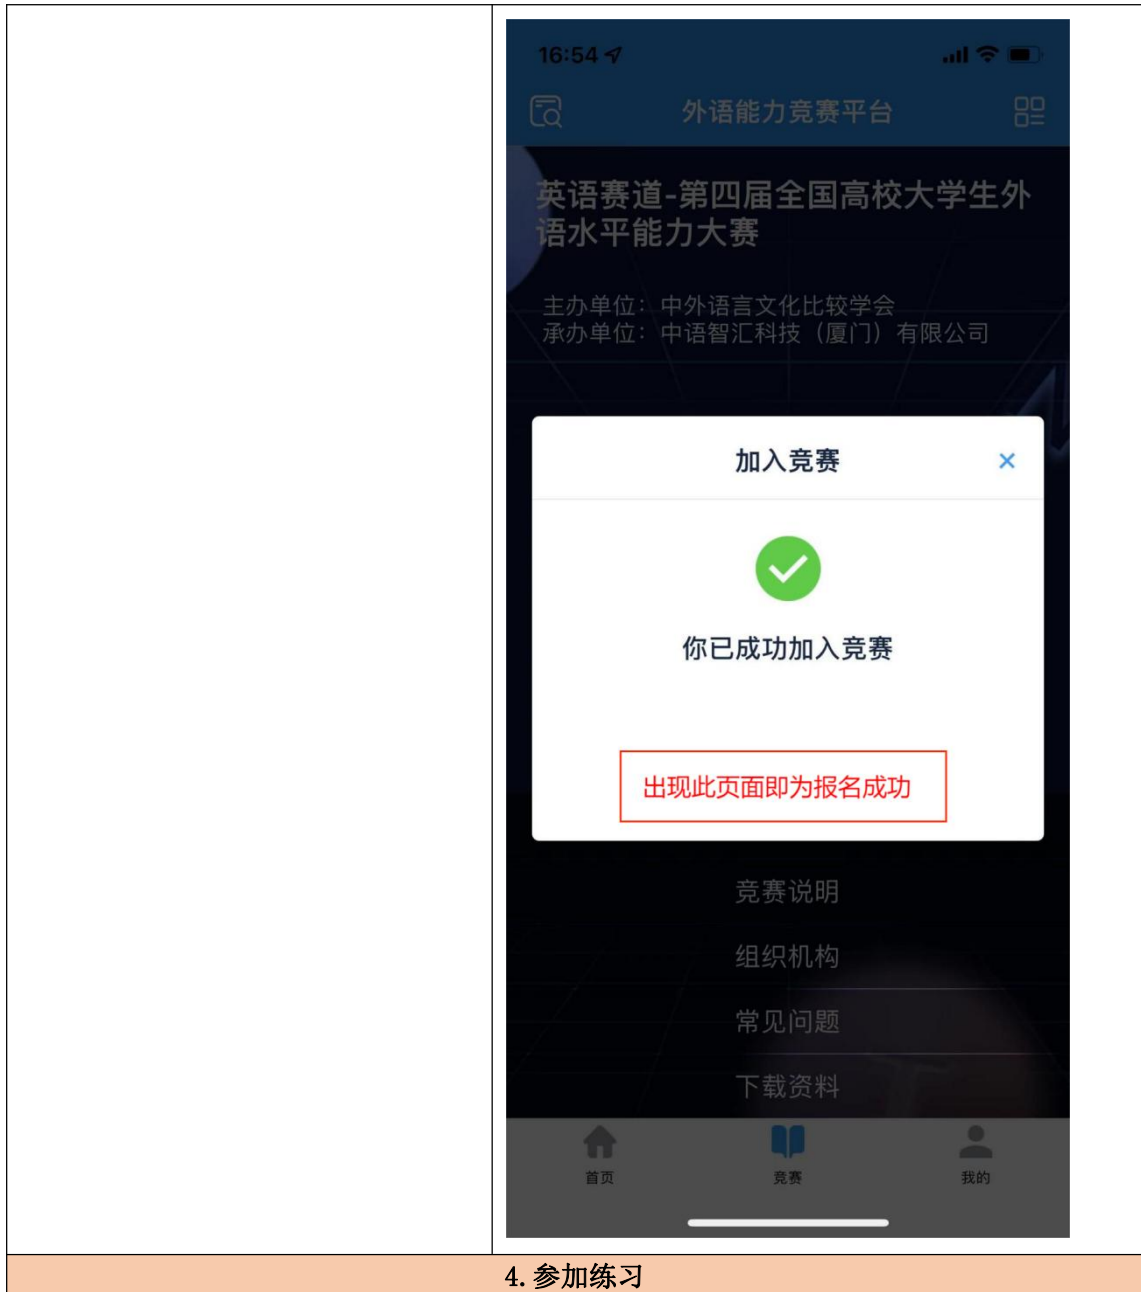 16:54
外语能力竞赛平台
英语赛道-第四届全国高校大学生外
语水平能力大赛
主办单位：中外语言文化比较学会
承办单位：中语智汇科技（厦门）有限公司
加入竞赛
×
你已成功加入竞赛
出现此页面即为报名成功
竞赛说明
组织机构
常见问题
下载资料
首页
竞赛
我的
4.参加练习